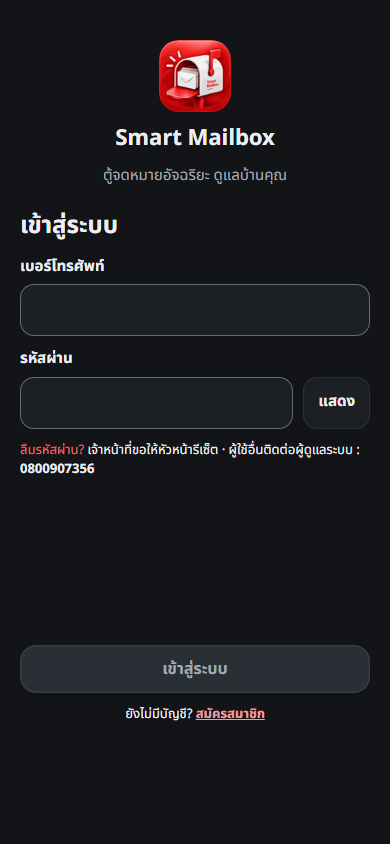 Smart Mailbox
ตู้จดหมายอัจฉริยะ ดูแลบ้านคุณ
เข้าสู่ระบบ
เบอร์โทรศัพท์
รหัสผ่าน
แสดง
ลืมรหัสผ่าน? เจ้าหน้าที่ขอให้หัวหน้ารีเซ็ต · ผู้ใช้อื่นติดต่อผู้ดูแลระบบ :
0800907356
เข้าสู่ระบบ
ยังไม่มีบัญชี? สมัครสมาชิก